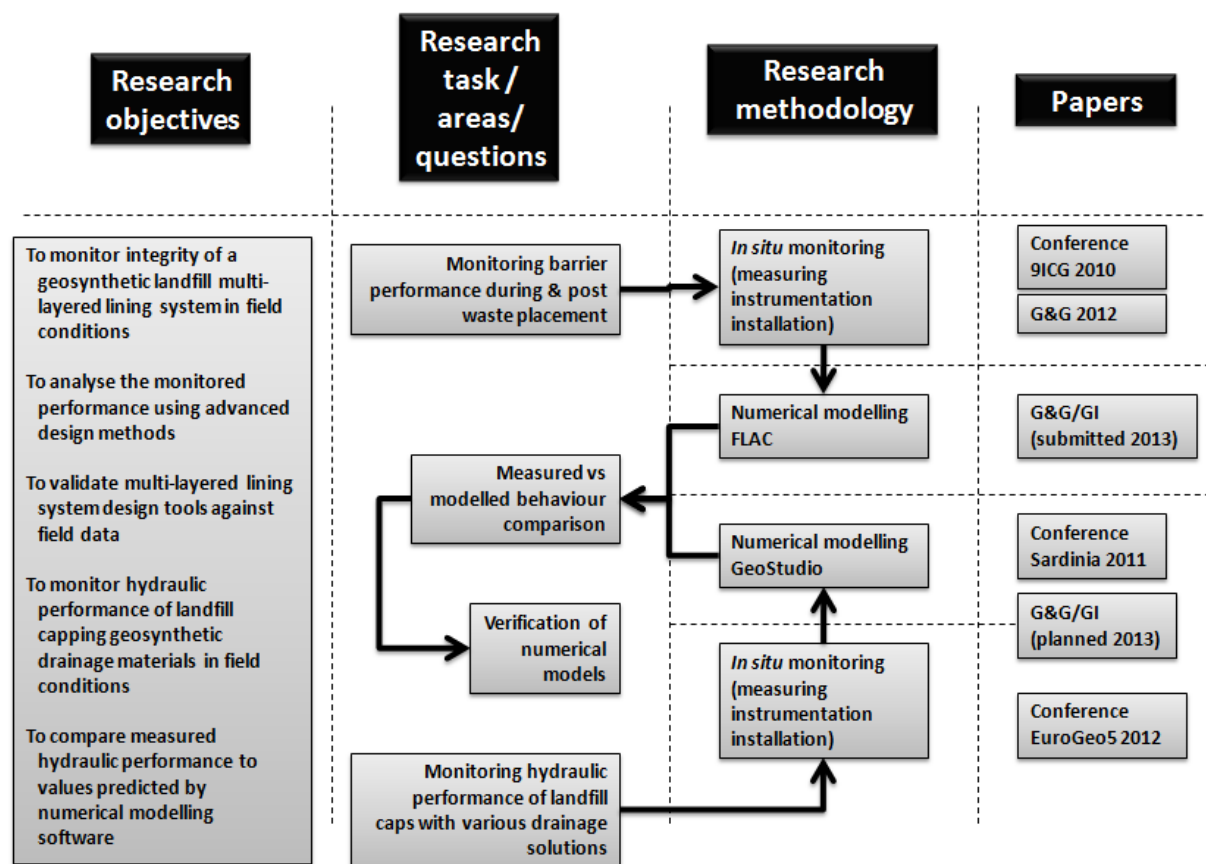 Research
objectives
Research
task /
areas/
questions
Research
methodology
Papers
To monitor integrity of a
geosynthetic landfill multi-
layered lining system in field
conditions
To analyse the monitored
performance using advanced
design methods
To validate multi-layered lining
system design tools against
field data
To monitor hydraulic
performance of landfill
capping geosynthetic
drainage materials in field
conditions
To compare measured
hydraulic performance to
values predicted by
numerical modelling
software
Monitoring barrier
performance during & post
waste placement
Measured vs
modelled behaviour
comparison
Verification of
numerical
models
Monitoring hydraulic
performance of landfill
caps with various drainage
solutions
In situ monitoring
(measuring
instrumentation
installation)
Numerical modelling
FLAC
Numerical modelling
GeoStudio
In situ monitoring
(measuring
instrumentation
installation)
Conference
9ICG 2010
G&G 2012
G&G/GI
(submitted 2013)
Conference
Sardinia 2011
G&G/GI
(planned 2013)
Conference
EuroGeo5 2012